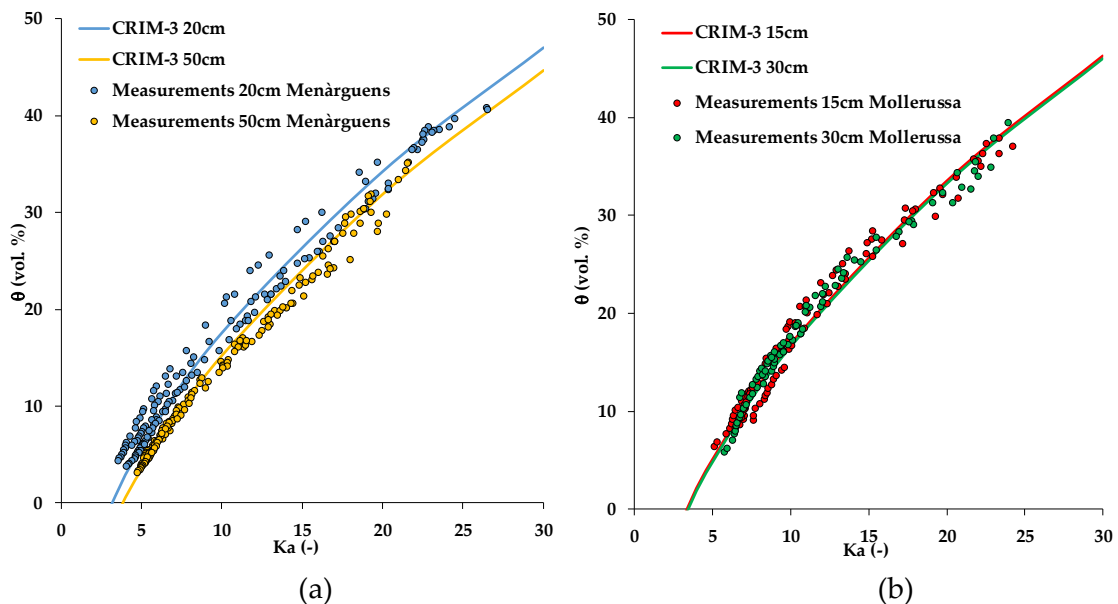 50
40
30
20
10
0
θ (vol. %)
CRIM-3 20cm
CRIM-3 50cm
Measurements 20cm Menàrguens
Measurements 50cm Menàrguens
0 5 10 15 20 25 30
Ka (-)
(a)
50
40
30
20
10
0
θ (vol. %)
CRIM-3 15cm
CRIM-3 30cm
Measurements 15cm Mollerussa
Measurements 30cm Mollerussa
0 5 10 15 20 25 30
Ka (-)
(b)